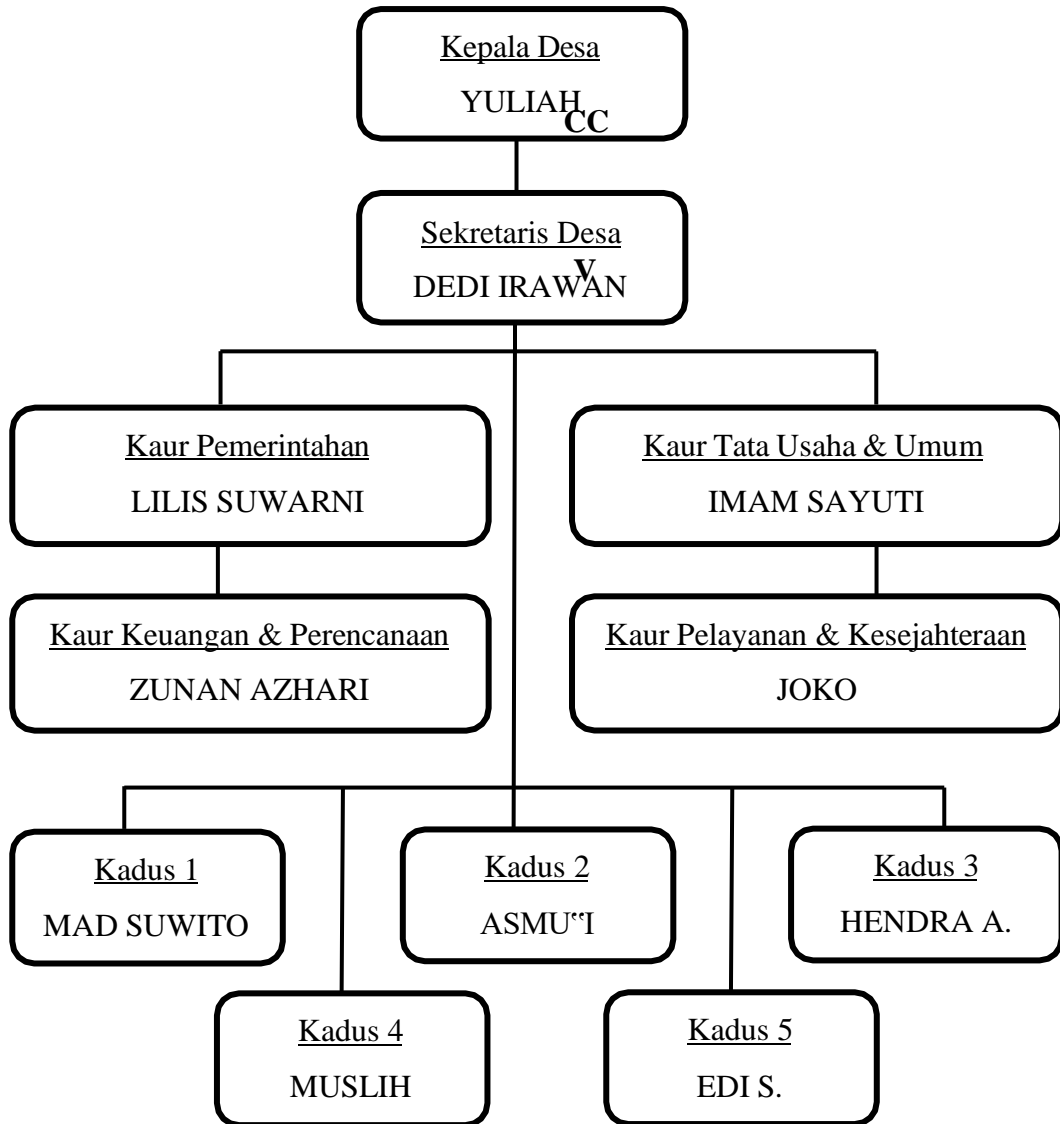 Kepala Desa
YULIAH
CC
Sekretaris Desa
V
DEDI IRAWAN
Kaur Pemerintahan
LILIS SUWARNI
Kaur Tata Usaha & Umum
IMAM SAYUTI
Kaur Keuangan & Perencanaan
ZUNAN AZHARI
Kaur Pelayanan & Kesejahteraan
JOKO
Kadus 1
MAD SUWITO
Kadus 2
ASMU‟I
Kadus 3
HENDRA A.
Kadus 4
MUSLIH
Kadus 5
EDI S.